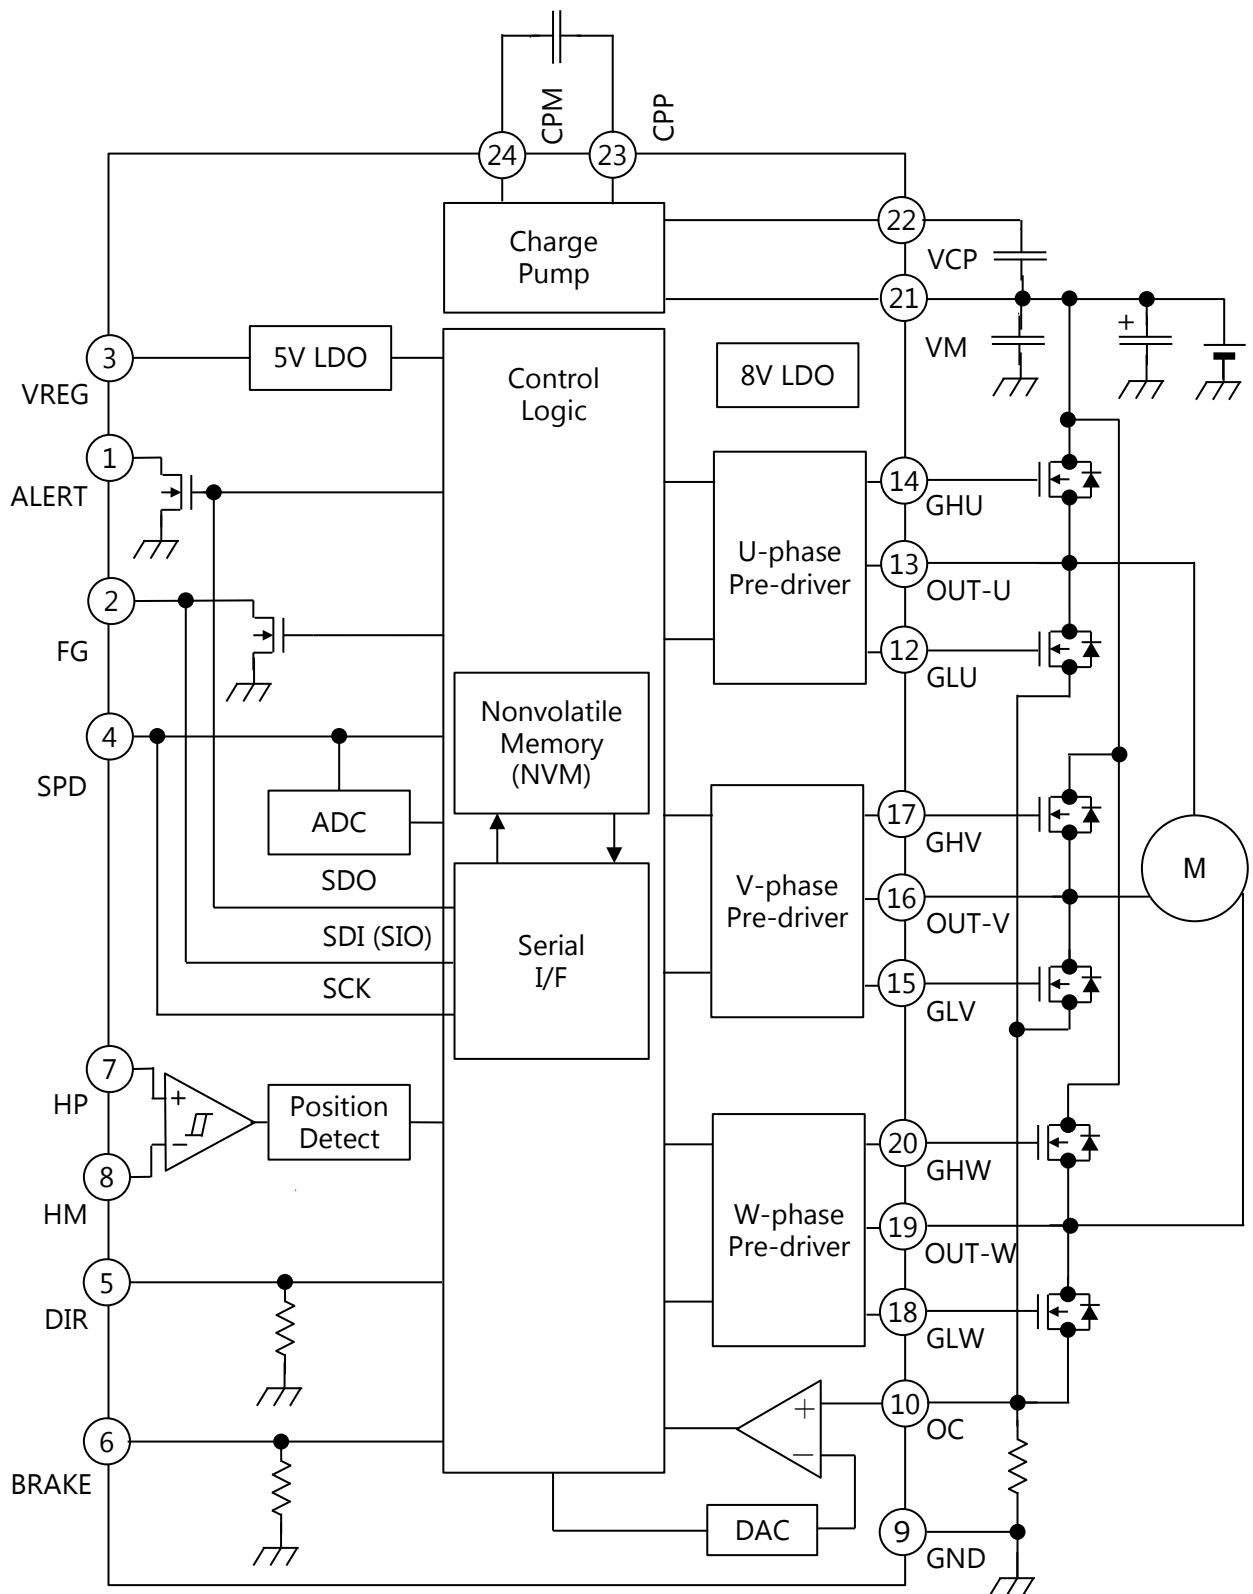 CPM
CPP
24
23
Charge
Pump
22
VCP
21
VM
3
VREG
5V LDO
Control
Logic
8V LDO
1
ALERT
14
GHU
U-phase
Pre-driver
13
OUT-U
2
FG
12
GLU
Nonvolatile
Memory
(NVM)
4
SPD
ADC
17
GHV
M
SDO
V-phase
Pre-driver
16
OUT-V
SDI (SIO)
Serial
I/F
SCK
15
GLV
7
HP
+
−
Position
Detect
8
HM
20
GHW
W-phase
Pre-driver
19
OUT-W
5
DIR
18
GLW
10
OC
+
−
6
BRAKE
DAC
9
GND
+